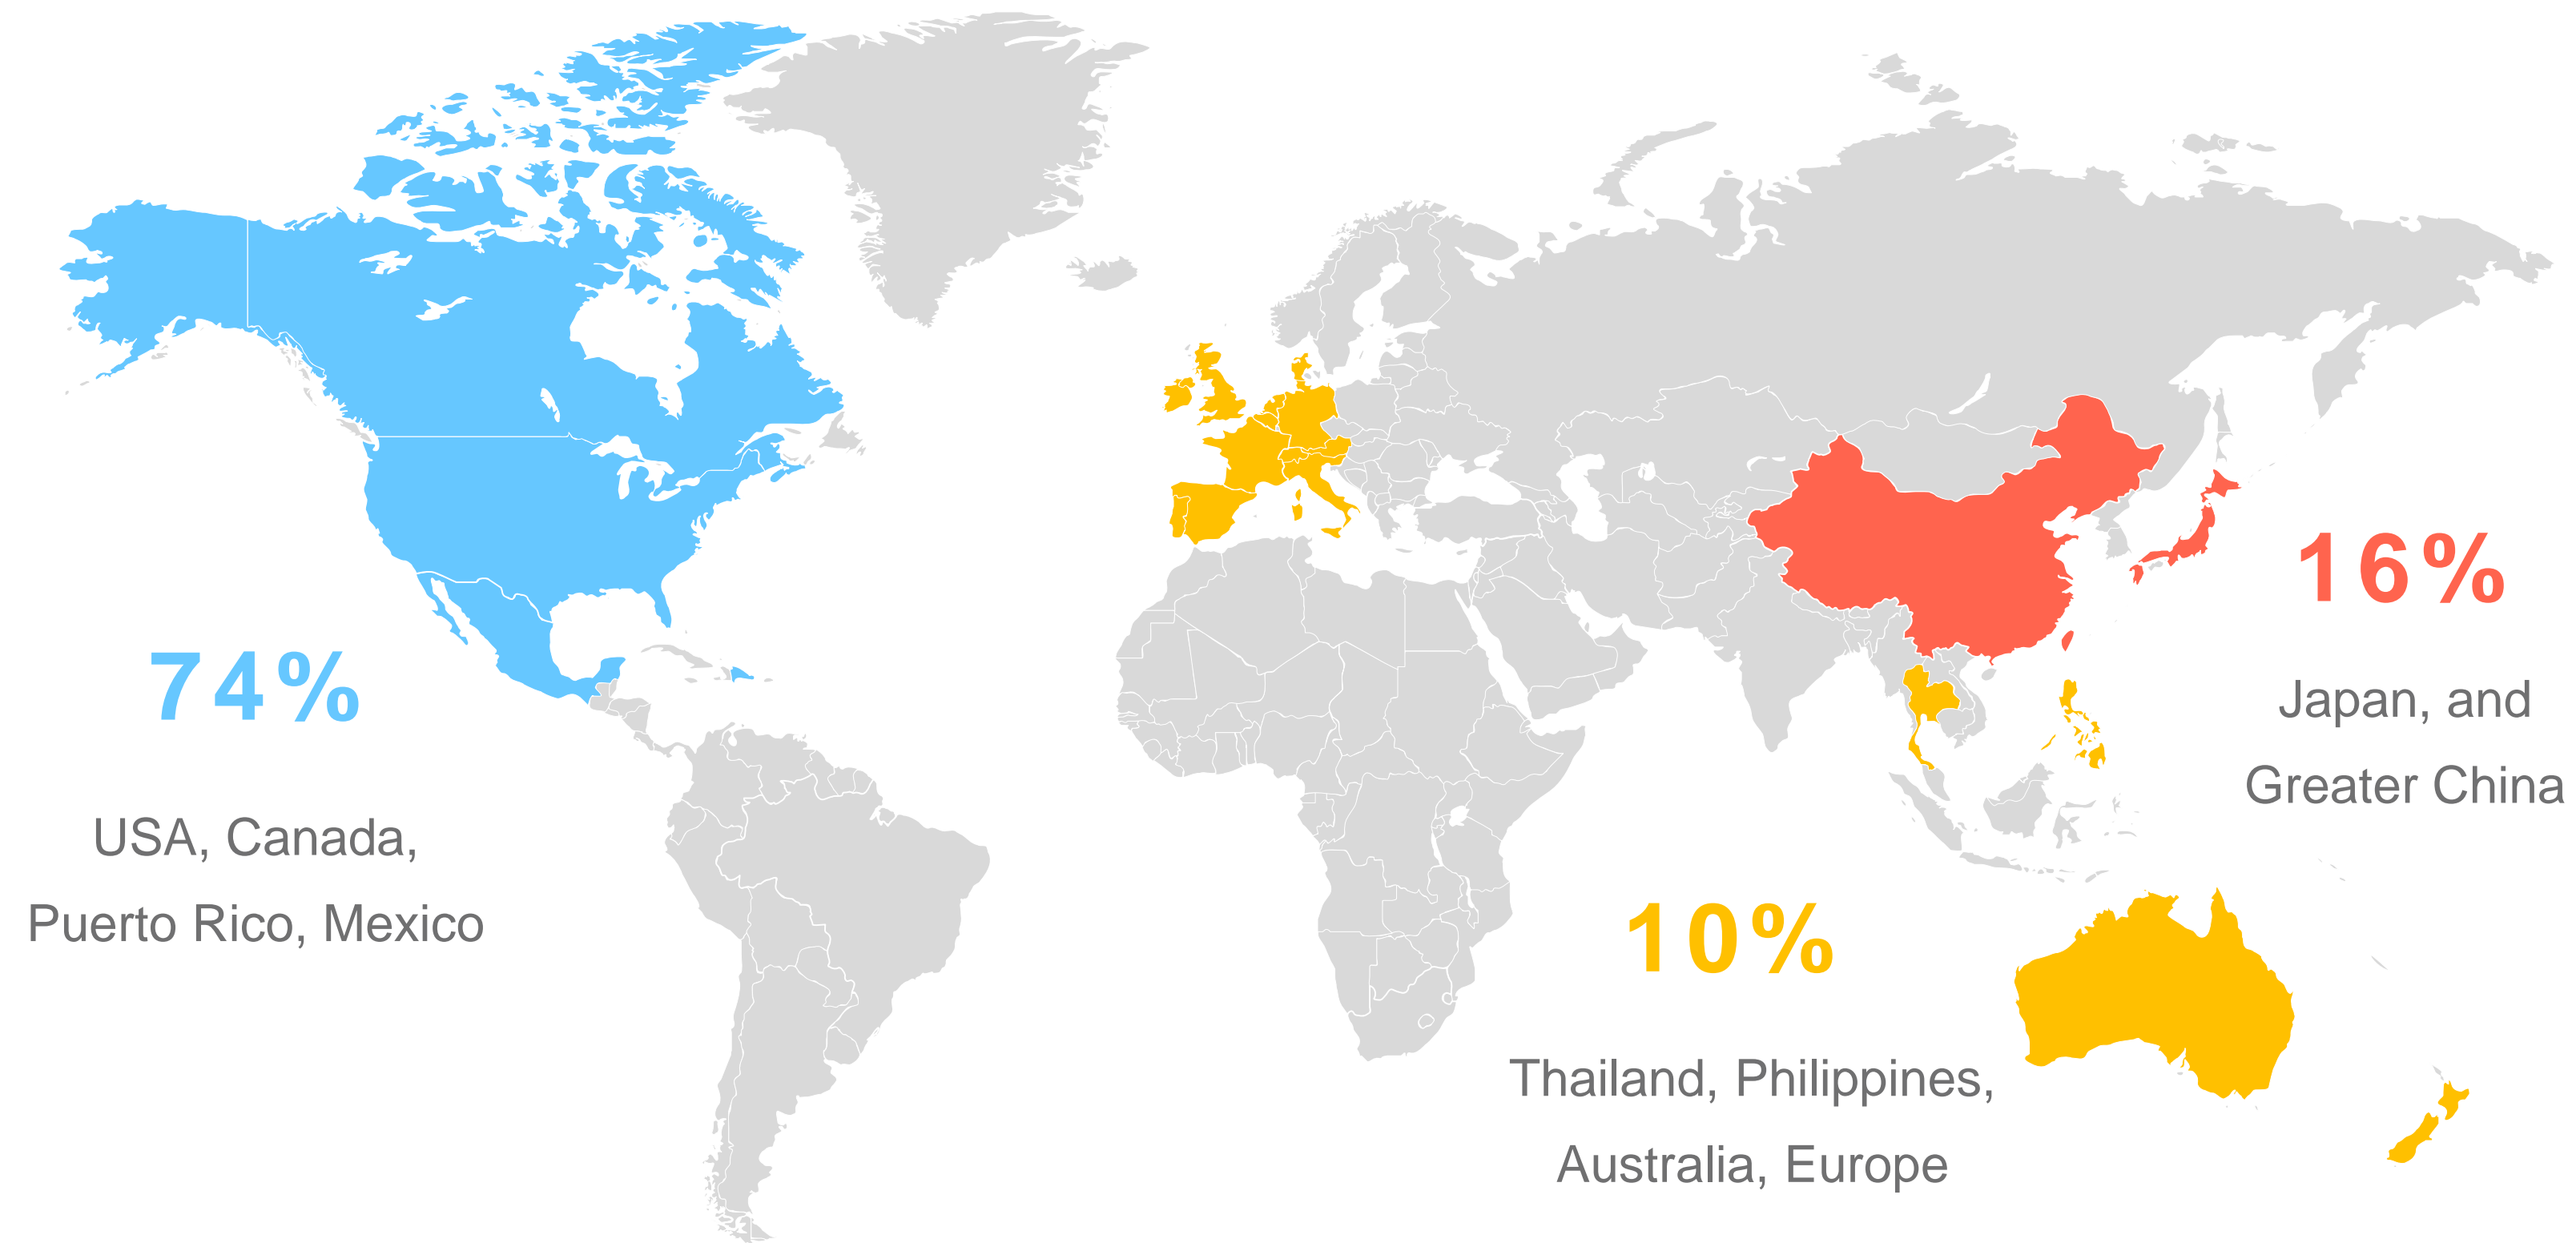 74%
USA, Canada,
Puerto Rico, Mexico
16%
Japan, and
Greater China
10%
Thailand, Philippines,
Australia, Europe